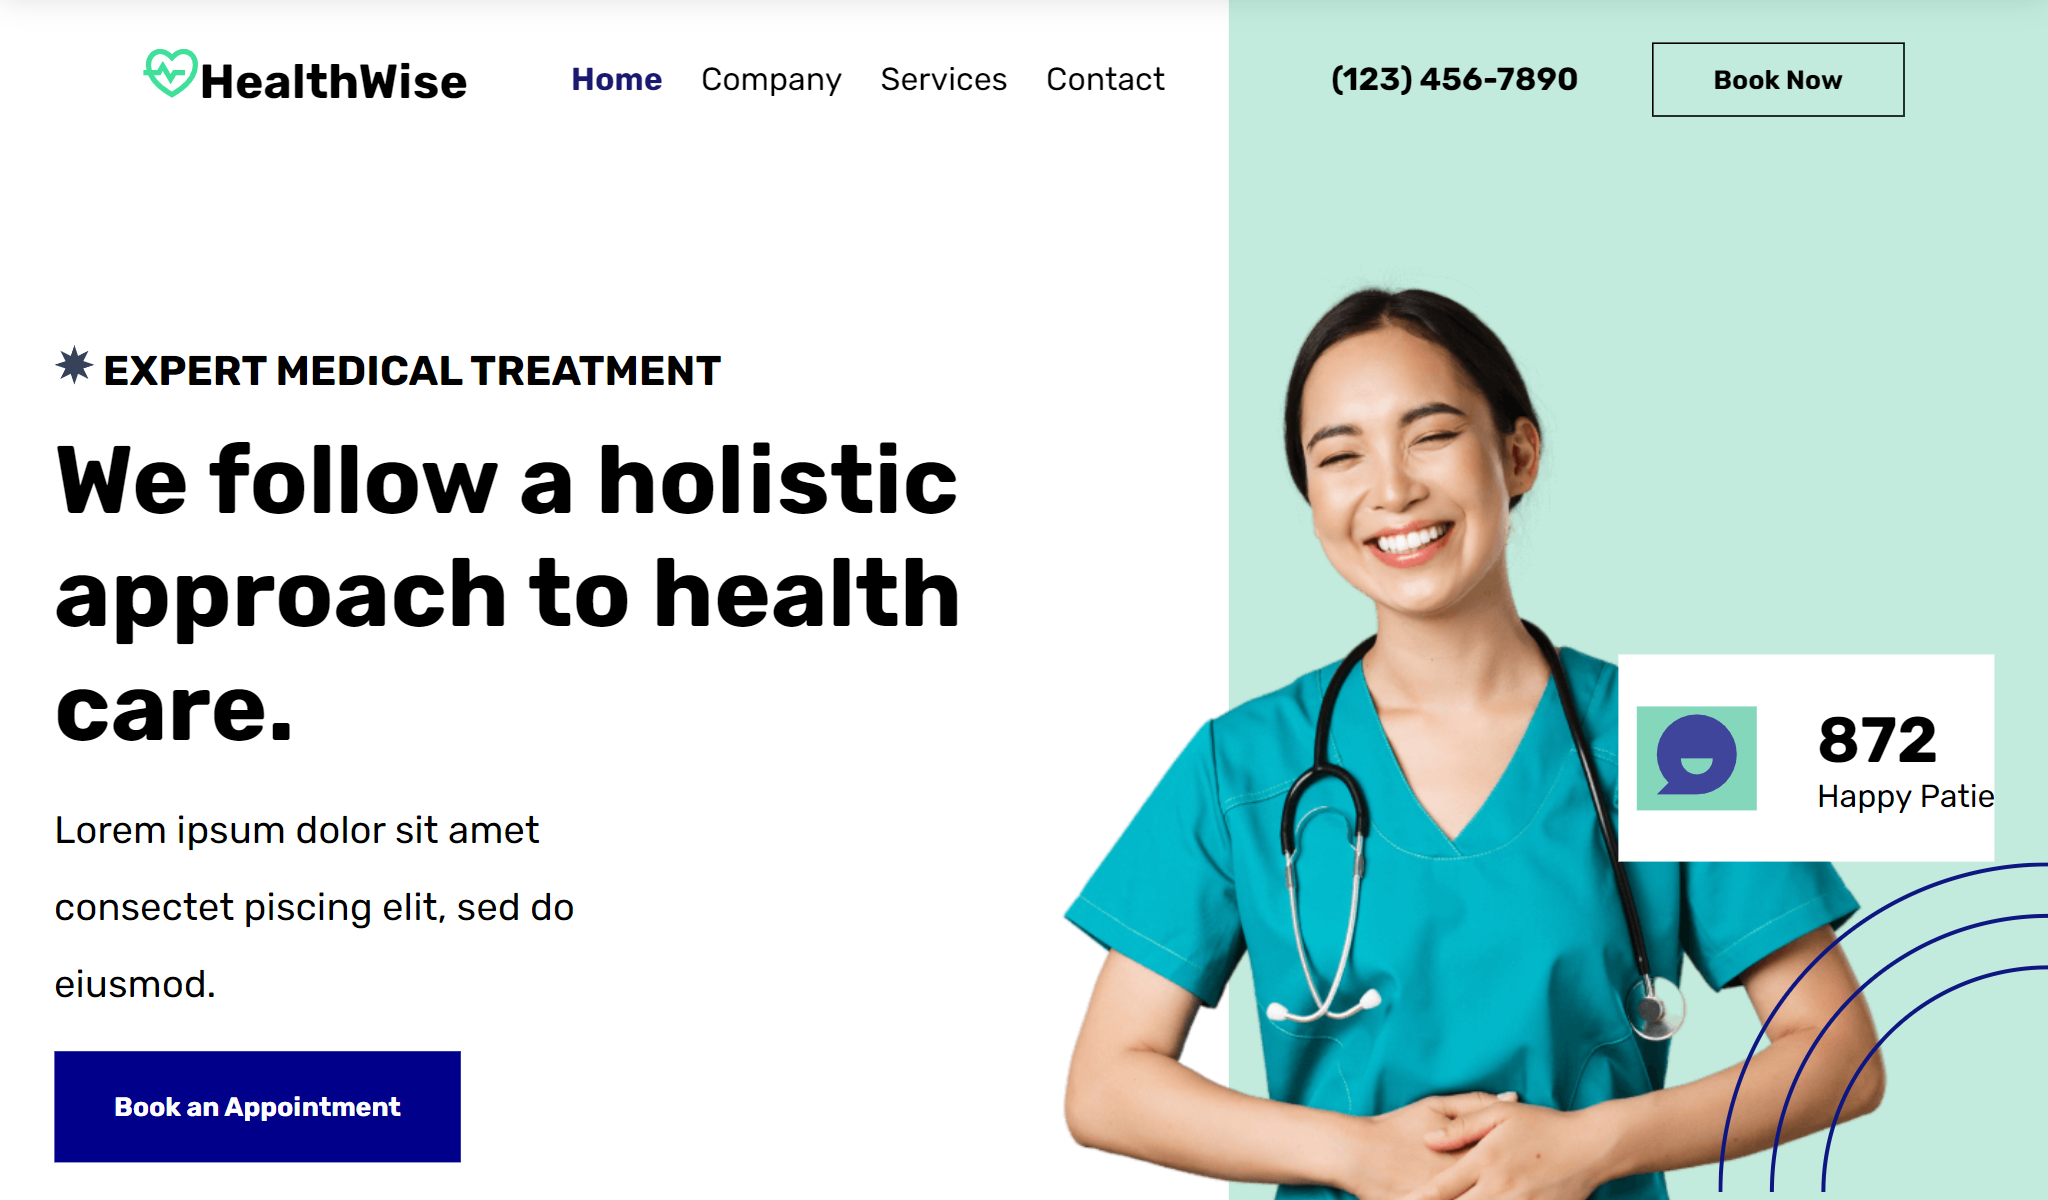 HealthWise
Home Company Services Contact
(123) 456-7890
Book Now
EXPERT MEDICAL TREATMENT
We follow a holistic
approach to health
care.
Lorem ipsum dolor sit amet
consectet piscing elit, sed do
eiusmod.
Book an Appointment
872
Happy Patie